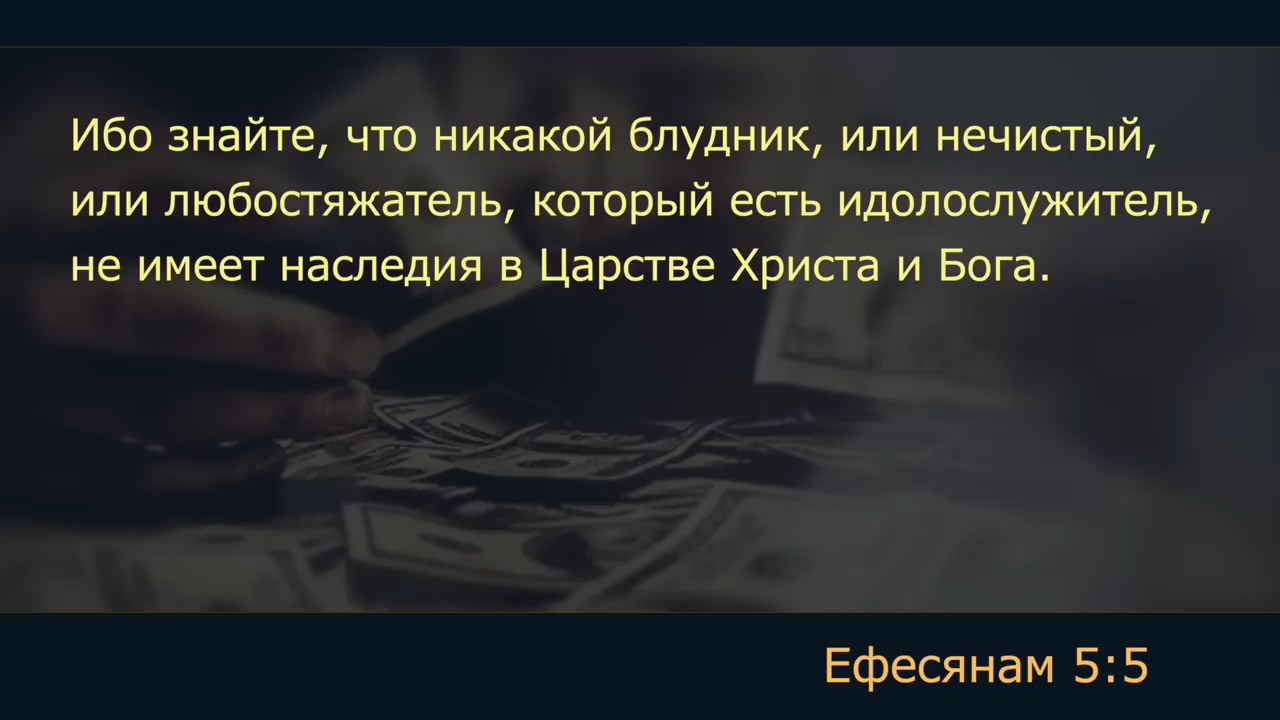 Ибо знайте, что никакой блудник, или нечистый,
или любостяжатель, который есть идолослужитель,
не имеет наследия в Царстве Христа и Бога.
Ефесянам 5:5